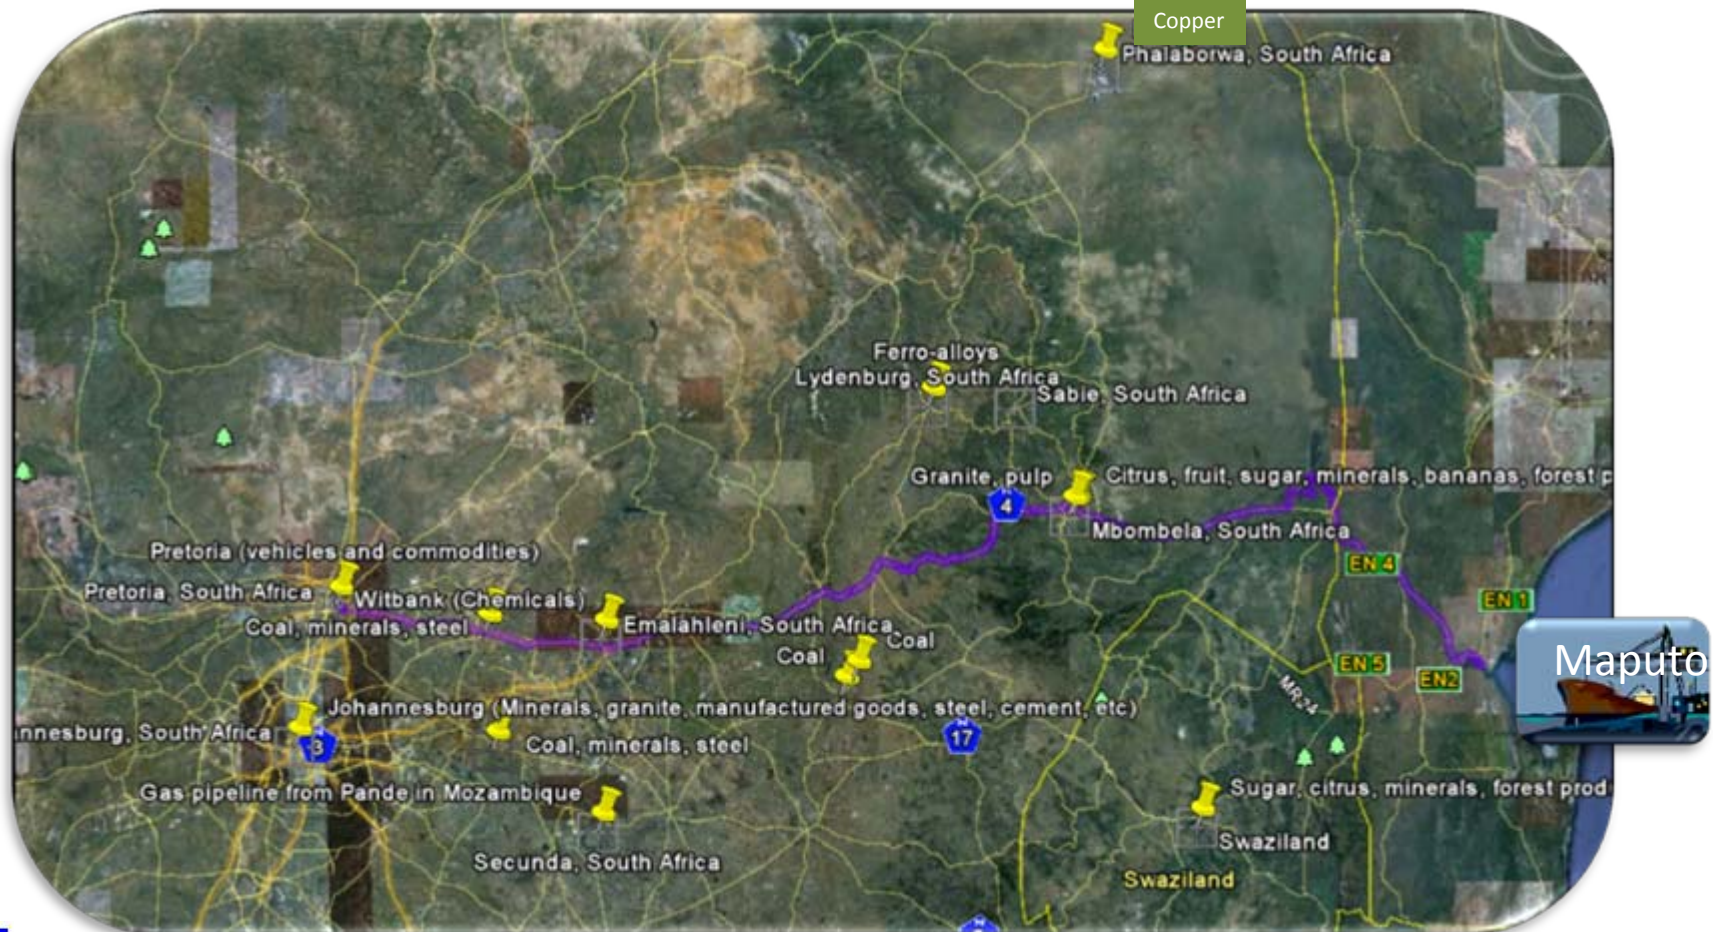 Copper
Phalaborwa, South Africa
Ferro-alloys
Lydenburg, South Africa
Sabie, South Africa
Granite, pulp
Citrus, fruit, sugar, minerals, bananas, forest p
N
4
Mbombela, South Africa
Pretoria (vehicles and commodities)
EN 4
Pretoria, South Africa
Witbank (Chemicals)
EN 1
Coal, minerals, steel
Emalahleni, South Africa
Coal
Coal
EN 5
EN2
Maputo
MR24
Johannesburg (Minerals, granite, manufactured goods, steel, cement, etc)
nnesburg, South Africa
3
N
17
Coal, minerals, steel
Gas pipeline from Pande in Mozambique
Sugar, citrus, minerals, forest prod
Swaziland
Secunda, South Africa
Swaziland
N